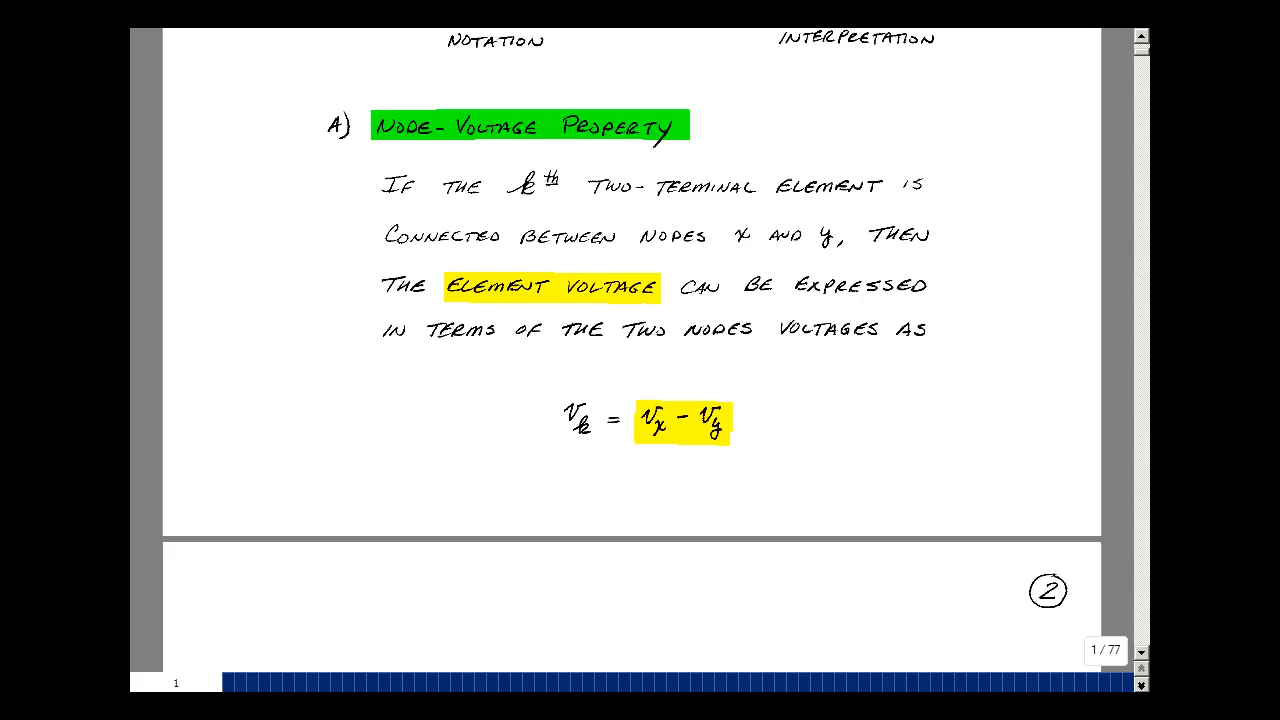 NOTATION INTERPRETATION
A) NODE-VOLTAGE PROPERTY
IF THE kth TWO-TERMINAL ELEMENT IS
CONNECTED BETWEEN NODES x AND y, THEN
THE ELEMENT VOLTAGE CAN BE EXPRESSED
IN TERMS OF THE TWO NODES VOLTAGES AS
v_k = v_x - v_y
2
1 / 77
1